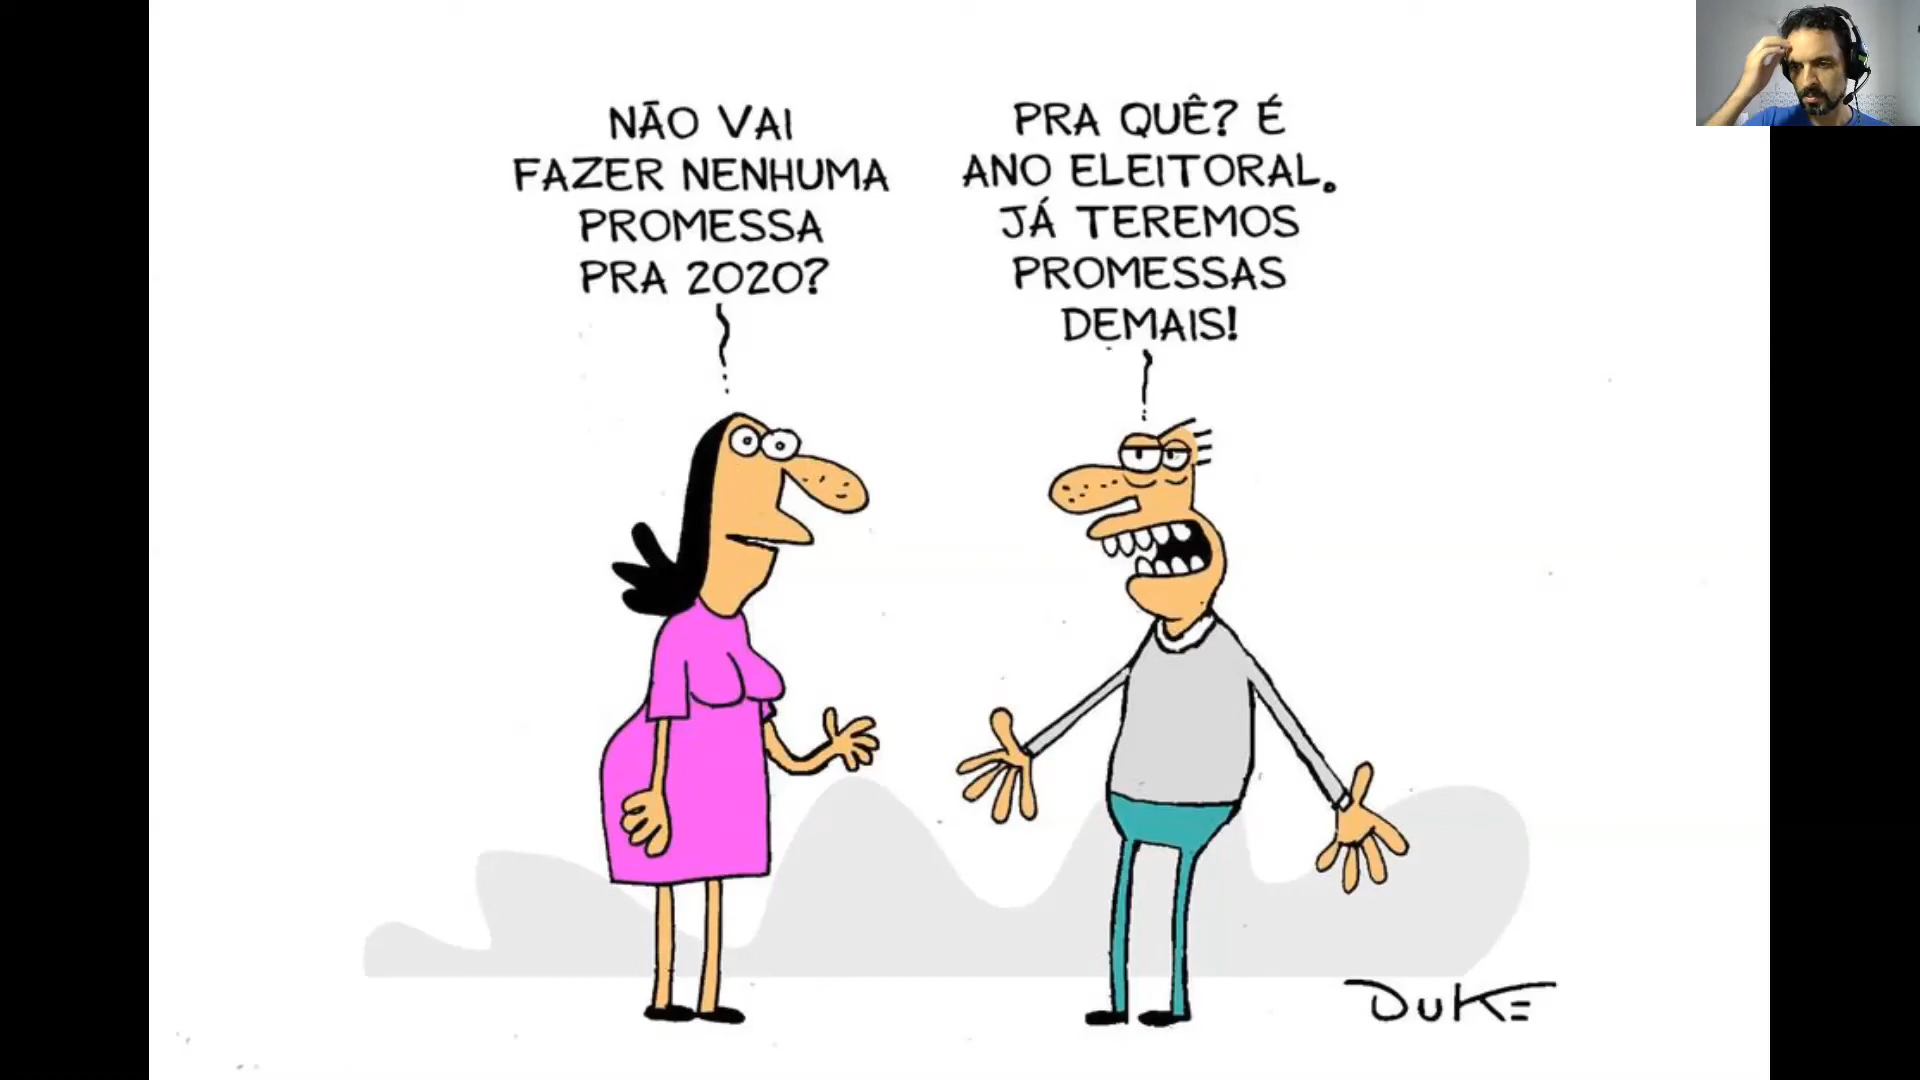 NÃO VAI
FAZER NENHUMA
PROMESSA
PRA 2020?
PRA QUÊ? É
ANO ELEITORAL.
JÁ TEREMOS
PROMESSAS
DEMAIS!
DUKE